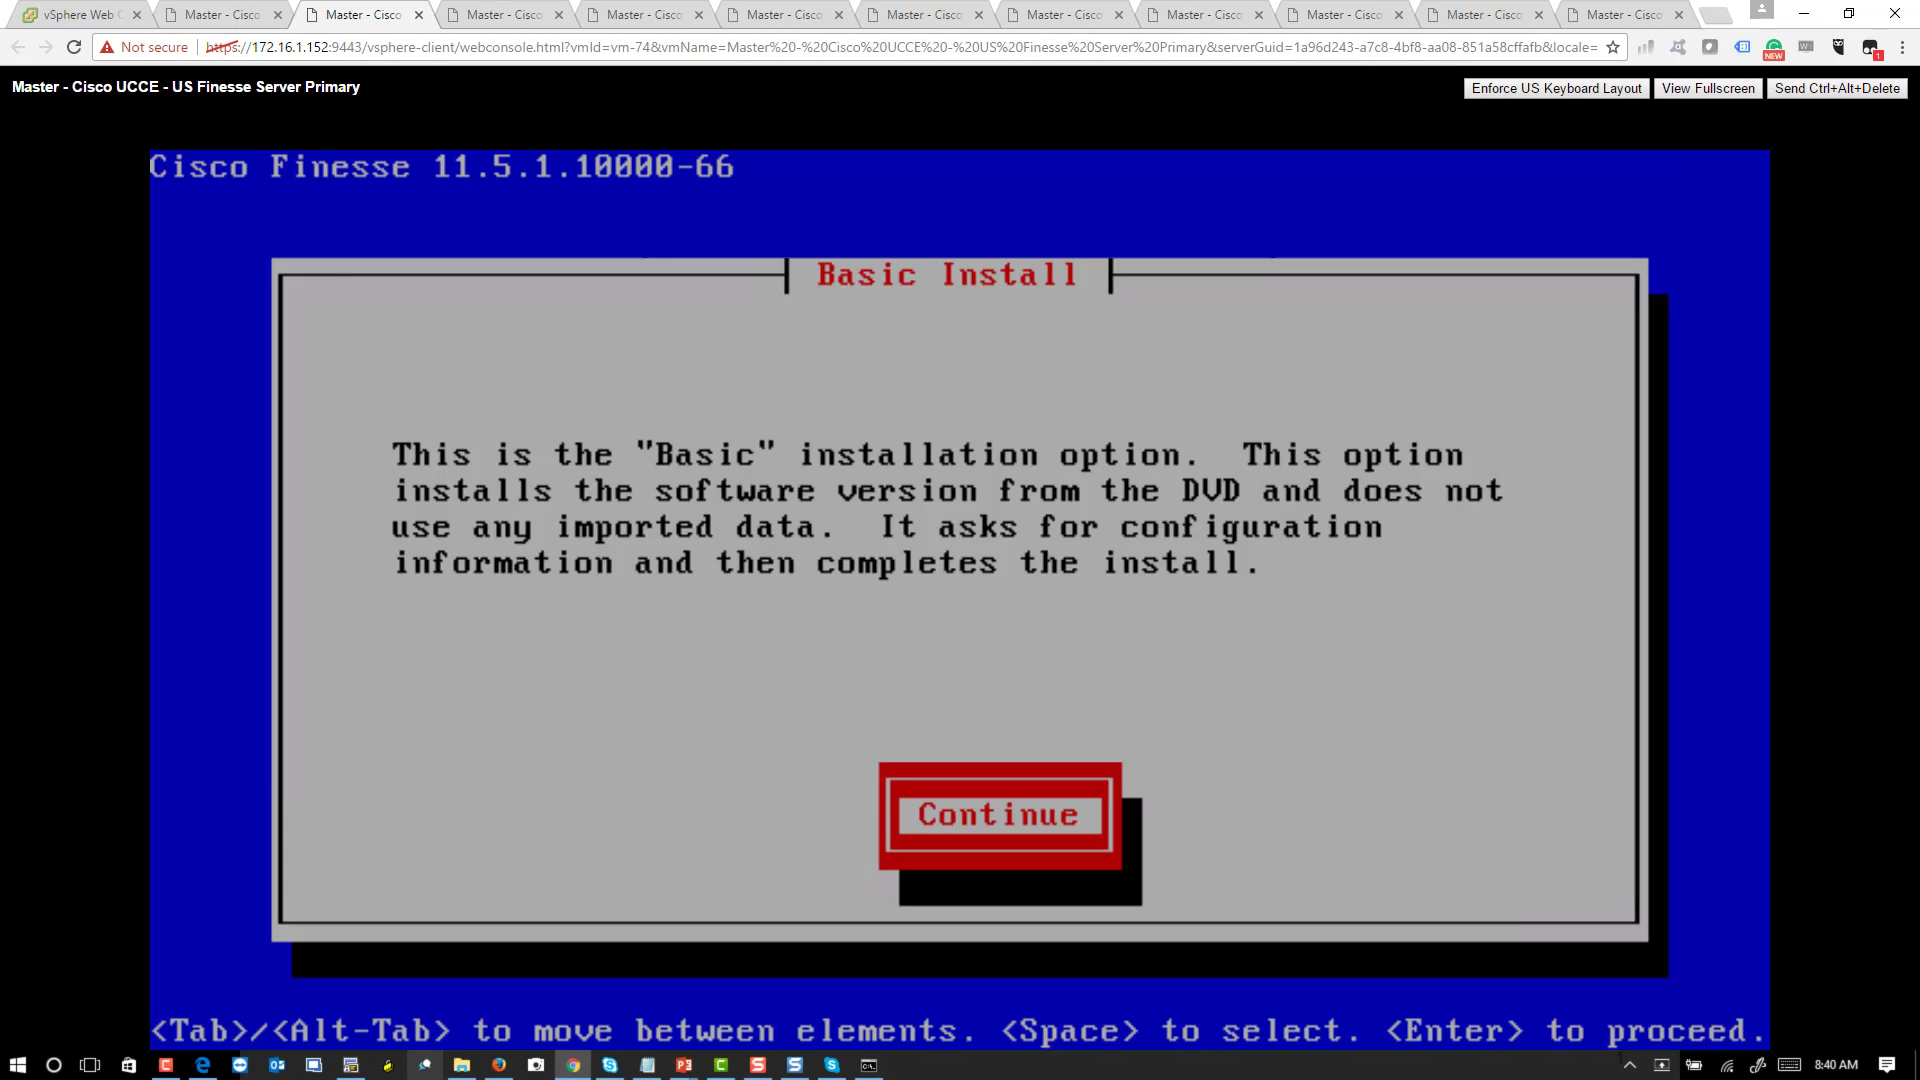 vSphere Web C
Master - Cisco
Master - Cisco
Master - Cisco
Master - Cisco
Master - Cisco
Master - Cisco
Master - Cisco
Master - Cisco
Master - Cisco
Master - Cisco
Master - Cisco
Not secure
https://172.16.1.152:9443/vsphere-client/webconsole.html?vmId=vm-74&vmName=Master%20-%20Cisco%20UCCE%20-%20US%20Finesse%20Server%20Primary&serverGuid=1a96d243-a7c8-4bf8-aa08-851a58cffafb&locale=
NEW
1
Master - Cisco UCCE - US Finesse Server Primary
Enforce US Keyboard Layout
View Fullscreen
Send Ctrl+Alt+Delete
Cisco Finesse 11.5.1.10000-66
Basic Install
This is the "Basic" installation option. This option
installs the software version from the DVD and does not
use any imported data. It asks for configuration
information and then completes the install.
Continue
<Tab>/<Alt-Tab> to move between elements. <Space> to select. <Enter> to proceed.
8:40 AM